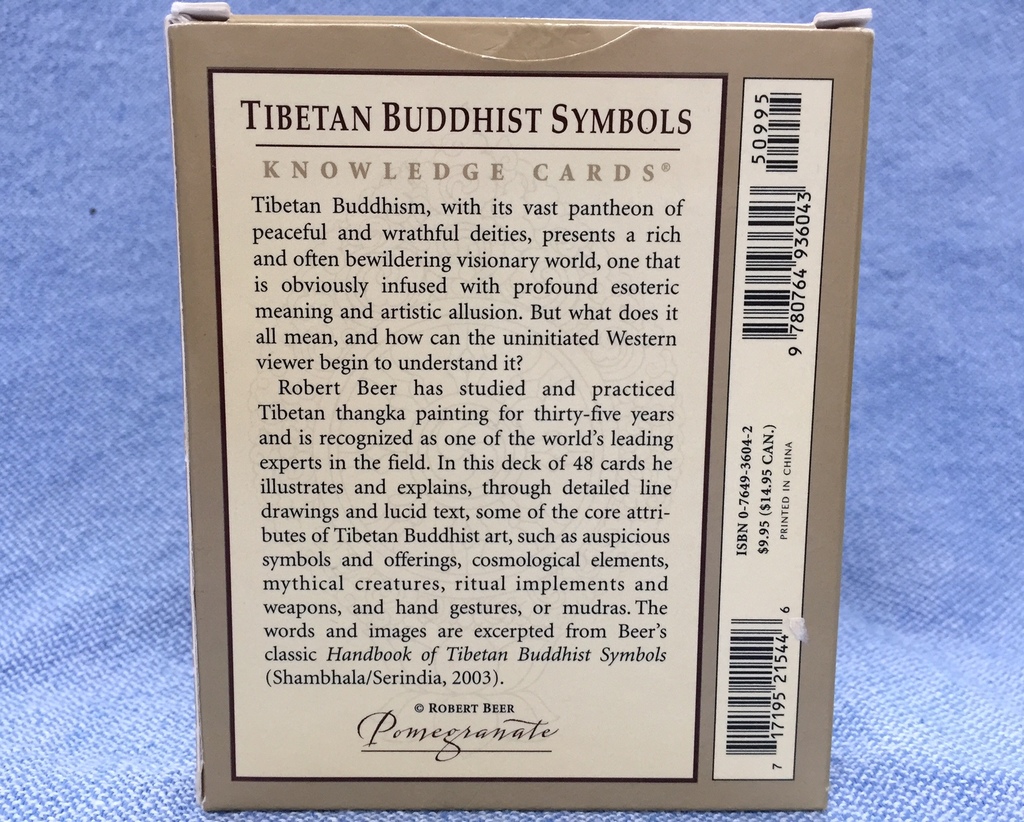 TIBETAN BUDDHIST SYMBOLS
KNOWLEDGE CARDS®
Tibetan Buddhism, with its vast pantheon of
peaceful and wrathful deities, presents a rich
and often bewildering visionary world, one that
is obviously infused with profound esoteric
meaning and artistic allusion. But what does it
all mean, and how can the uninitiated Western
viewer begin to understand it?
Robert Beer has studied and practiced
Tibetan thangka painting for thirty-five years
and is recognized as one of the world's leading
experts in the field. In this deck of 48 cards he
illustrates and explains, through detailed line
drawings and lucid text, some of the core attri-
butes of Tibetan Buddhist art, such as auspicious
symbols and offerings, cosmological elements,
mythical creatures, ritual implements and
weapons, and hand gestures, or mudras. The
words and images are excerpted from Beer's
classic Handbook of Tibetan Buddhist Symbols
(Shambhala/Serindia, 2003).
© ROBERT BEER
Pomegranate
50995
9 780764 936043
ISBN 0-7649-3604-2
$9.95 ($14.95 CAN.)
PRINTED IN CHINA
7 17195 21544 6